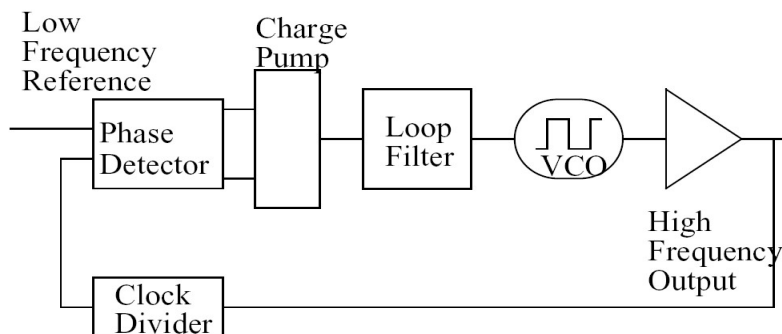 Low
Frequency
Reference
Charge
Pump
Phase
Detector
Loop
Filter
VCO
High
Frequency
Output
Clock
Divider